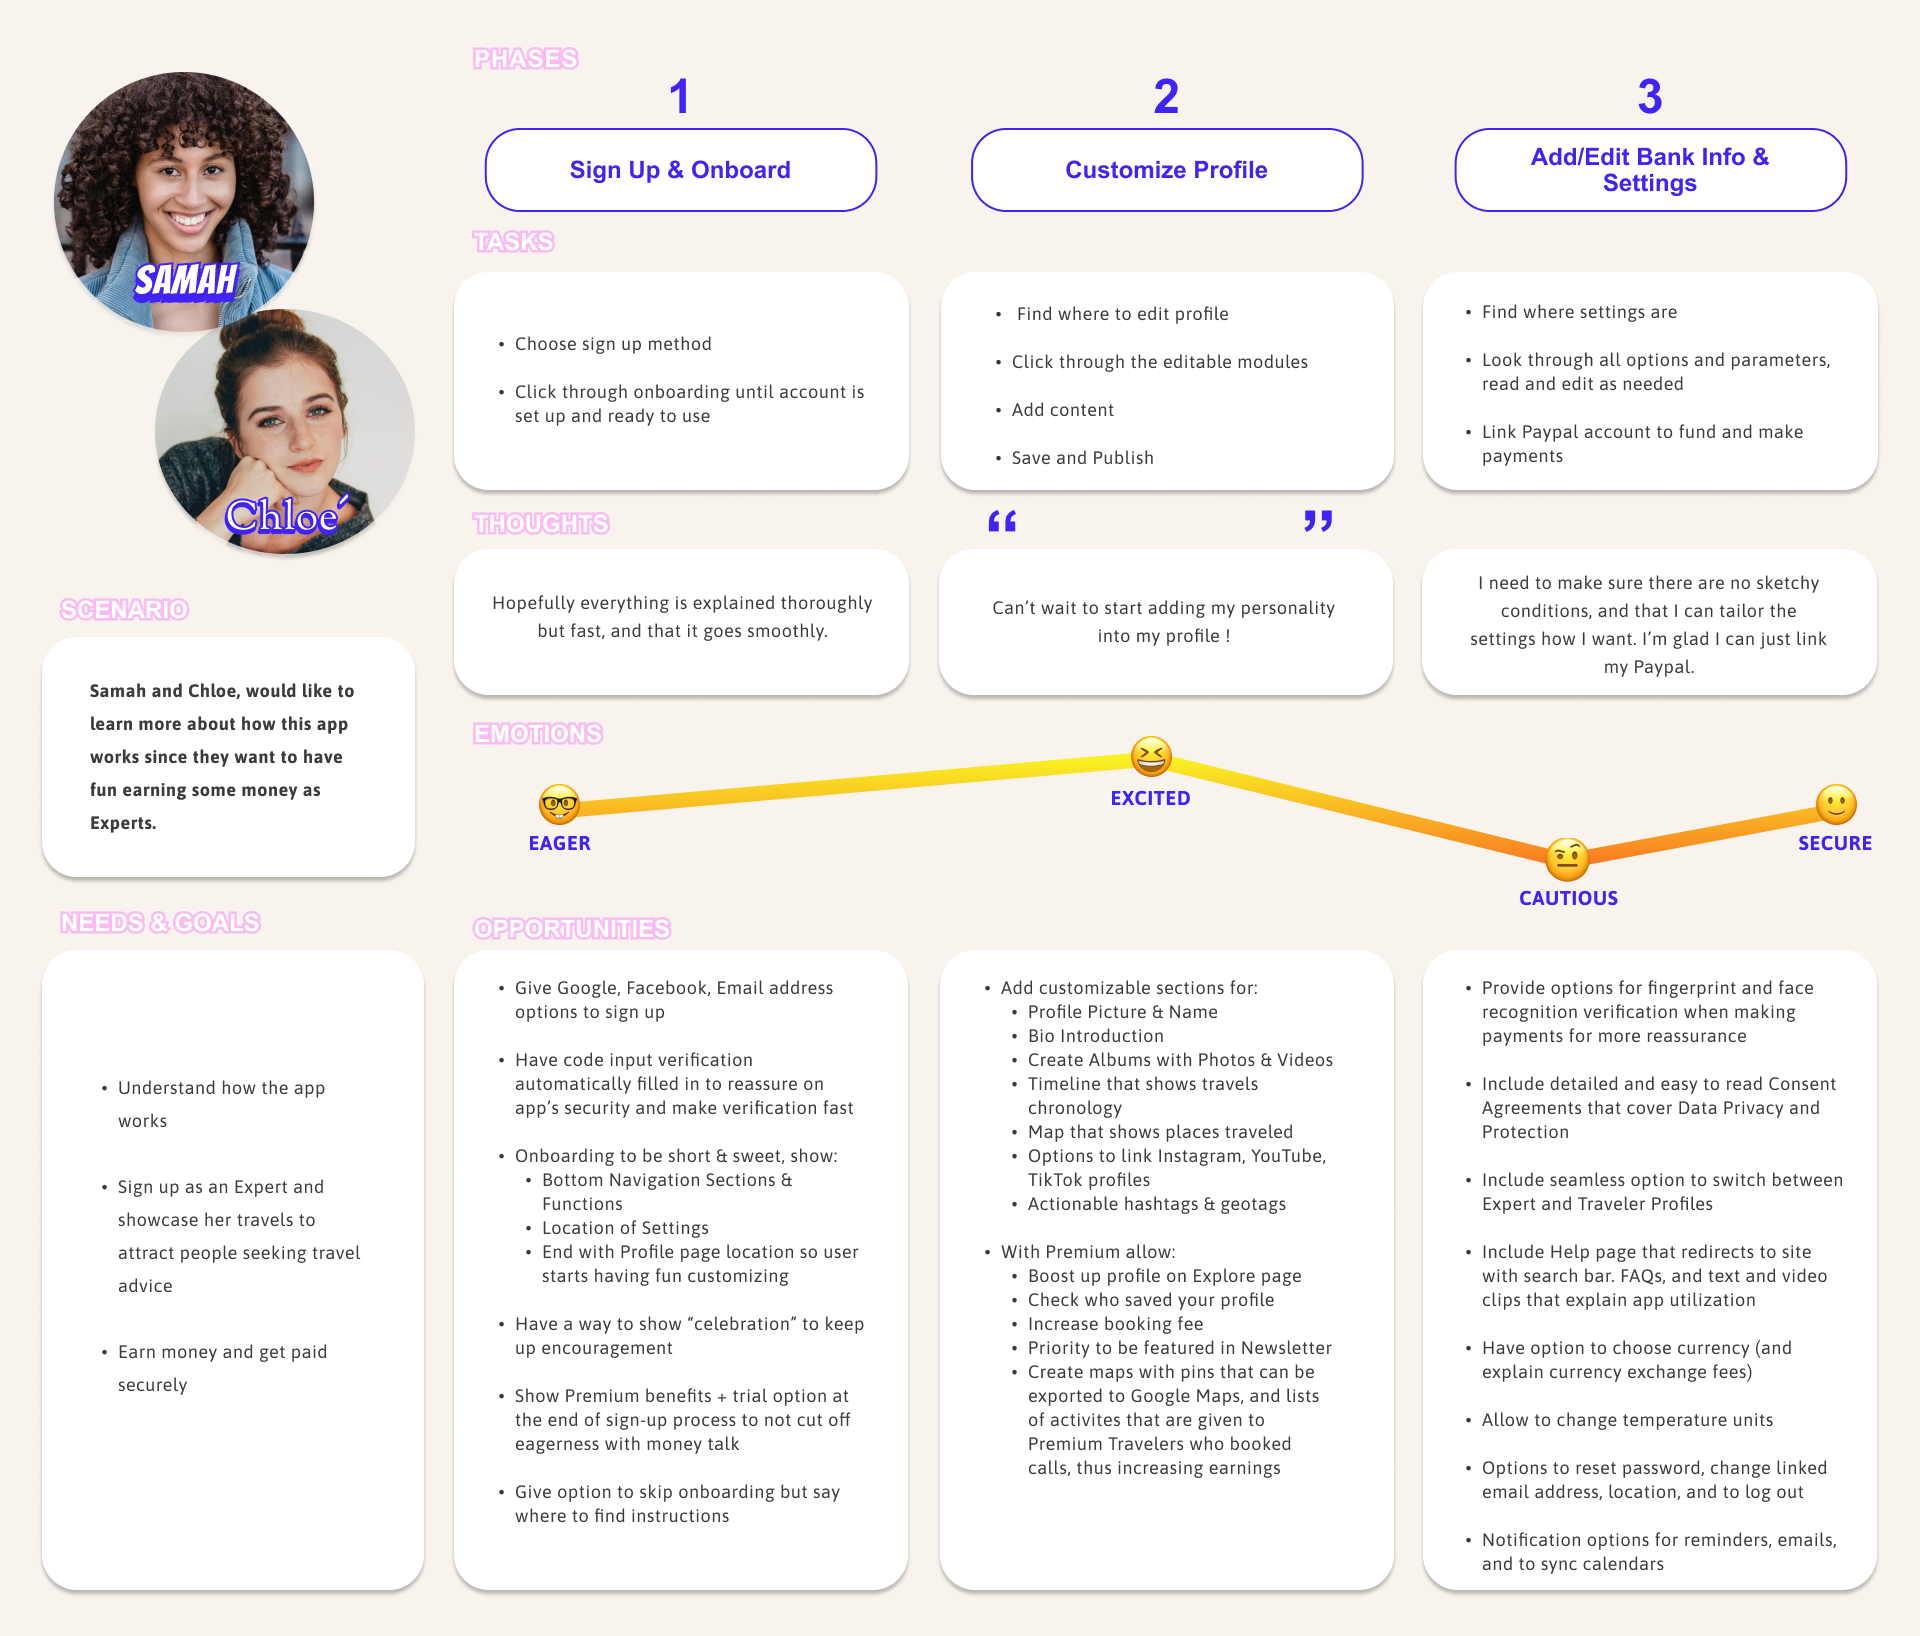 PHASES
1
Sign Up & Onboard
2
Customize Profile
3
Add/Edit Bank Info &
Settings
SAMAH
Chloé
SCENARIO
Samah and Chloe, would like to
learn more about how this app
works since they want to have
fun earning some money as
Experts.
NEEDS & GOALS
• Understand how the app
works
• Sign up as an Expert and
showcase her travels to
attract people seeking travel
advice
• Earn money and get paid
securely
TASKS
• Choose sign up method
• Click through onboarding until account is
set up and ready to use
• Find where to edit profile
• Click through the editable modules
• Add content
• Save and Publish
• Find where settings are
• Look through all options and parameters,
read and edit as needed
• Link Paypal account to fund and make
payments
THOUGHTS
“ ”
Hopefully everything is explained thoroughly
but fast, and that it goes smoothly.
Can’t wait to start adding my personality
into my profile !
I need to make sure there are no sketchy
conditions, and that I can tailor the
settings how I want. I’m glad I can just link
my Paypal.
EMOTIONS
EAGER
EXCITED
CAUTIOUS
SECURE
OPPORTUNITIES
• Give Google, Facebook, Email address
options to sign up
• Have code input verification
automatically filled in to reassure on
app’s security and make verification fast
• Onboarding to be short & sweet, show:
• Bottom Navigation Sections &
Functions
• Location of Settings
• End with Profile page location so user
starts having fun customizing
• Have a way to show “celebration” to keep
up encouragement
• Show Premium benefits + trial option at
the end of sign-up process to not cut off
eagerness with money talk
• Give option to skip onboarding but say
where to find instructions
• Add customizable sections for:
• Profile Picture & Name
• Bio Introduction
• Create Albums with Photos & Videos
• Timeline that shows travels
chronology
• Map that shows places traveled
• Options to link Instagram, YouTube,
TikTok profiles
• Actionable hashtags & geotags
• With Premium allow:
• Boost up profile on Explore page
• Check who saved your profile
• Increase booking fee
• Priority to be featured in Newsletter
• Create maps with pins that can be
exported to Google Maps, and lists
of activites that are given to
Premium Travelers who booked
calls, thus increasing earnings
• Provide options for fingerprint and face
recognition verification when making
payments for more reassurance
• Include detailed and easy to read Consent
Agreements that cover Data Privacy and
Protection
• Include seamless option to switch between
Expert and Traveler Profiles
• Include Help page that redirects to site
with search bar. FAQs, and text and video
clips that explain app utilization
• Have option to choose currency (and
explain currency exchange fees)
• Allow to change temperature units
• Options to reset password, change linked
email address, location, and to log out
• Notification options for reminders, emails,
and to sync calendars